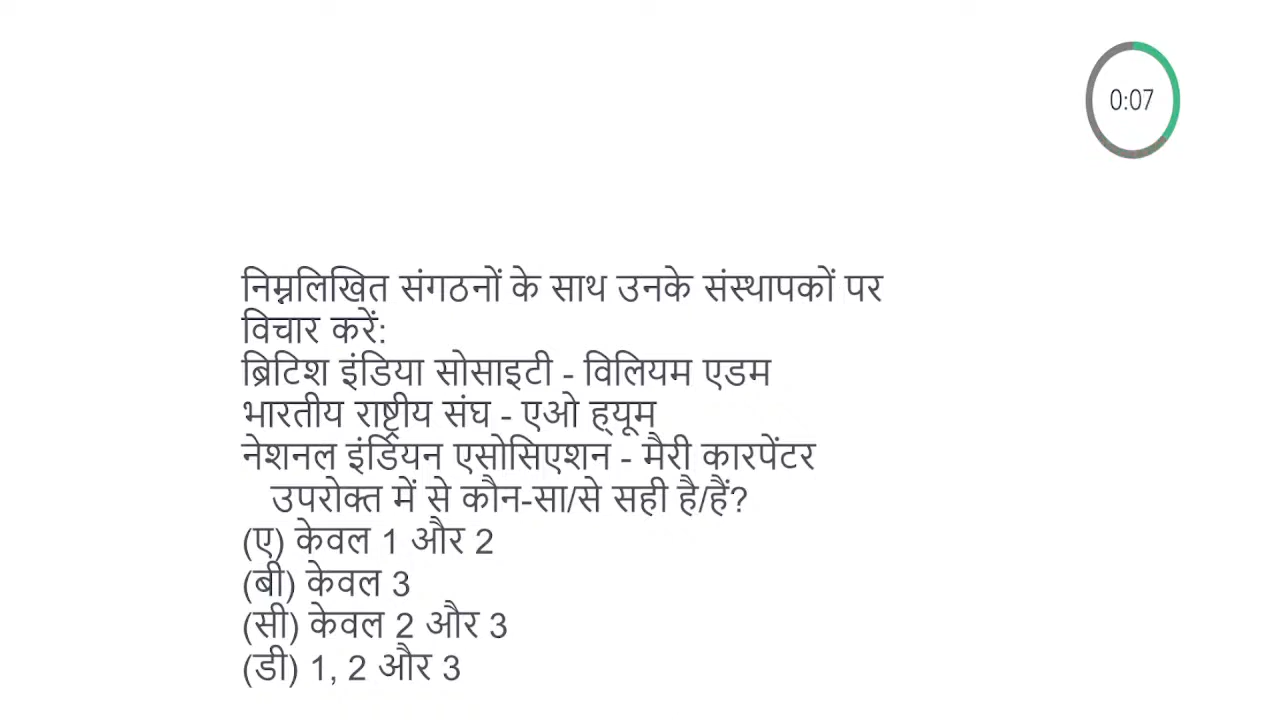 0:07
निम्नलिखित संगठनों के साथ उनके संस्थापकों पर
विचार करें:
ब्रिटिश इंडिया सोसाइटी - विलियम एडम
भारतीय राष्ट्रीय संघ - एओ ह्यूम
नेशनल इंडियन एसोसिएशन - मैरी कारपेंटर
उपरोक्त में से कौन-सा/से सही है/हैं?
(ए) केवल 1 और 2
(बी) केवल 3
(सी) केवल 2 और 3
(डी) 1, 2 और 3